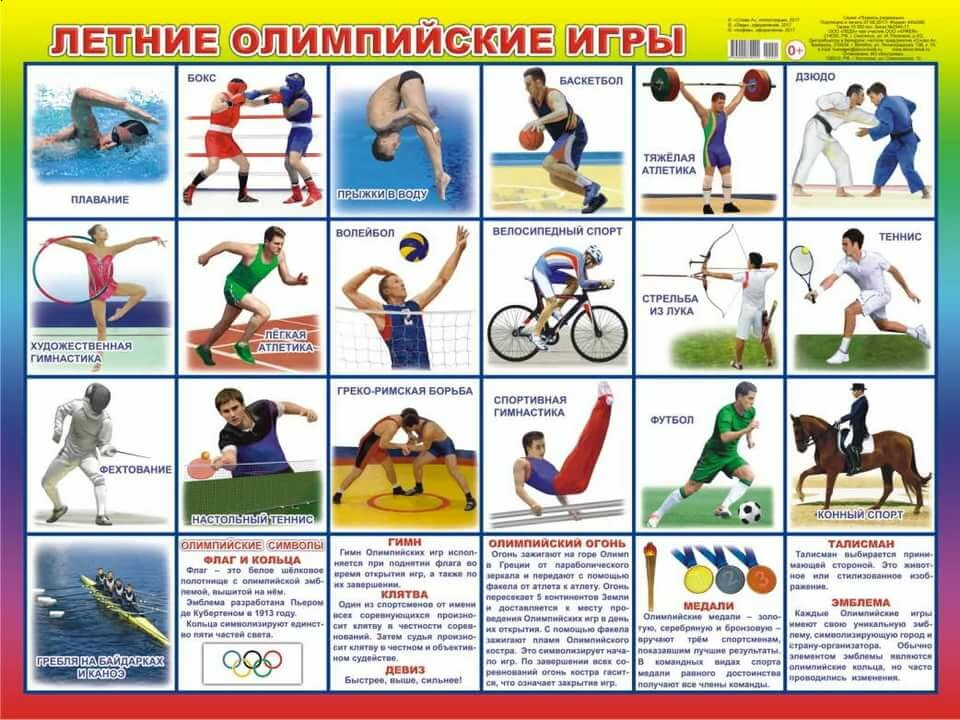 ЛЕТНИЕ ОЛИМПИЙСКИЕ ИГРЫ
0+
ПЛАВАНИЕ
БОКС
ПРЫЖКИ В ВОДУ
БАСКЕТБОЛ
ТЯЖЁЛАЯ
АТЛЕТИКА
ДЗЮДО
ХУДОЖЕСТВЕННАЯ
ГИМНАСТИКА
ЛЁГКАЯ
АТЛЕТИКА
ВОЛЕЙБОЛ
2
ВЕЛОСИПЕДНЫЙ СПОРТ
СТРЕЛЬБА
ИЗ ЛУКА
ТЕННИС
ФЕХТОВАНИЕ
НАСТОЛЬНЫЙ ТЕННИС
ГРЕКО-РИМСКАЯ БОРЬБА
СПОРТИВНАЯ
ГИМНАСТИКА
ФУТБОЛ
КОННЫЙ СПОРТ
ГРЕБЛЯ НА БАЙДАРКАХ
И КАНОЭ
ОЛИМПИЙСКИЕ СИМВОЛЫ
ФЛАГ И КОЛЬЦА
Флаг – это белое шёлковое
полотнище с олимпийской эмб-
лемой, вышитой на нём.
Эмблема разработана Пьером
де Кубертеном в 1913 году.
Кольца символизируют единст-
во пяти частей света.
ГИМН
Гимн Олимпийских игр испол-
няется при поднятии флага во
время открытия игр, а также по
их завершении.
КЛЯТВА
Один из спортсменов от имени
всех соревнующихся произно-
сит клятву в честности сорев-
нований. Затем судья произно-
сит клятву в честном и объектив-
ном судействе.
ДЕВИЗ
Быстрее, выше, сильнее!
ОЛИМПИЙСКИЙ ОГОНЬ
Огонь зажигают на горе Олимп
в Греции от параболического
зеркала и передают с помощью
факела от атлета к атлету. Огонь
пересекает 5 континентов Земли
и доставляется к месту про-
ведения Олимпийских игр в день
их открытия. С помощью факела
зажигают пламя Олимпийского
костра. Это символизирует нача-
ло игр. По завершении всех со-
ревнований огонь костра гасит-
ся, что означает закрытие игр.
1
2
3
МЕДАЛИ
Олимпийские медали – золо-
тую, серебряную и бронзовую –
вручают трём спортсменам,
показавшим лучшие результаты.
В командных видах спорта
медали равного достоинства
получают все члены команды.
ТАЛИСМАН
Талисман выбирается прини-
мающей стороной. Это живот-
ное или стилизованное изоб-
ражение.
ЭМБЛЕМА
Каждые Олимпийские игры
имеют свою уникальную эмб-
лему, символизирующую город и
страну-организатора. Обычно
элементом эмблемы являются
олимпийские кольца, но часто
проводились изменения.